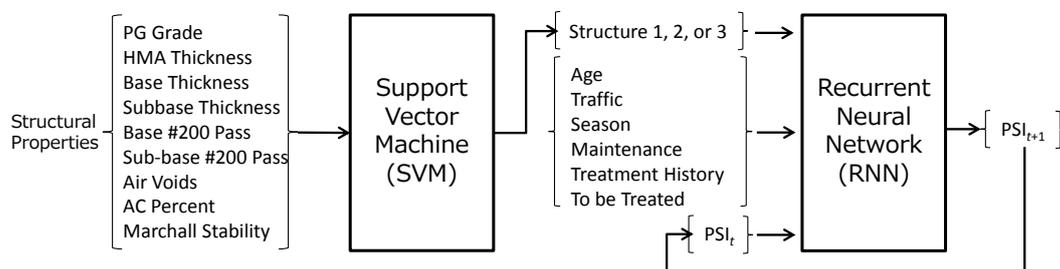 Structural
Properties
PG Grade
HMA Thickness
Base Thickness
Subbase Thickness
Base #200 Pass
Sub-base #200 Pass
Air Voids
AC Percent
Marchall Stability
Support
Vector
Machine
(SVM)
Structure 1, 2, or 3
Age
Traffic
Season
Maintenance
Treatment History
To be Treated
PSIₜ
Recurrent
Neural
Network
(RNN)
PSIₜ₊₁